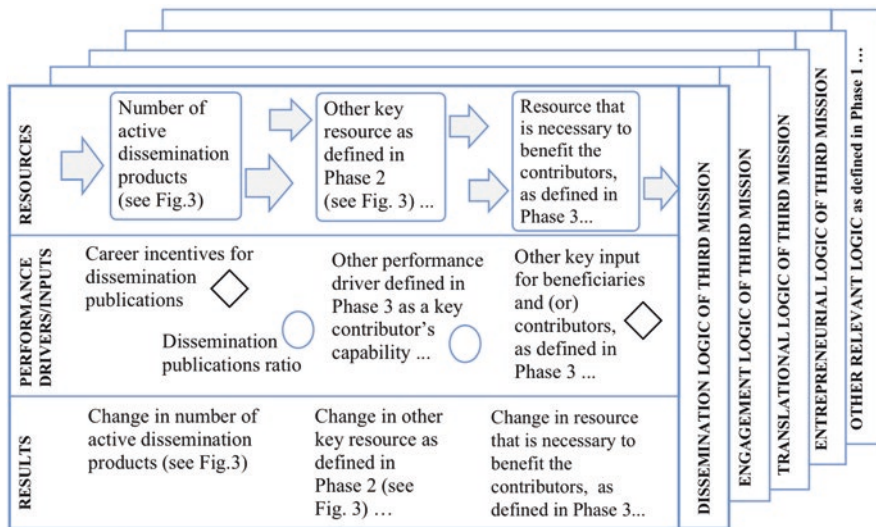 RESOURCES
Number of
active
dissemination
products
(see Fig.3)
Other key
resource as
defined in
Phase 2
(see Fig. 3) ...
Resource that
is necessary to
benefit the
contributors,
as defined in
Phase 3...
PERFORMANCE
DRIVERS/INPUTS
Career incentives for
dissemination
publications
Dissemination
publications ratio
Other performance
driver defined in
Phase 3 as a key
contributor's
capability ...
Other key input
for beneficiaries
and (or)
contributors,
as defined in
Phase 3 ...
RESULTS
Change in number of
active dissemination
products (see Fig.3)
Change in other
key resource as
defined in
Phase 2 (see
Fig. 3) …
Change in resource
that is necessary to
benefit the
contributors, as
defined in Phase 3...
DISSEMINATION LOGIC OF THIRD MISSION
ENGAGEMENT LOGIC OF THIRD MISSION
TRANSLATIONAL LOGIC OF THIRD MISSION
ENTREPRENEURIAL LOGIC OF THIRD MISSION
OTHER RELEVANT LOGIC as defined in Phase 1 ...